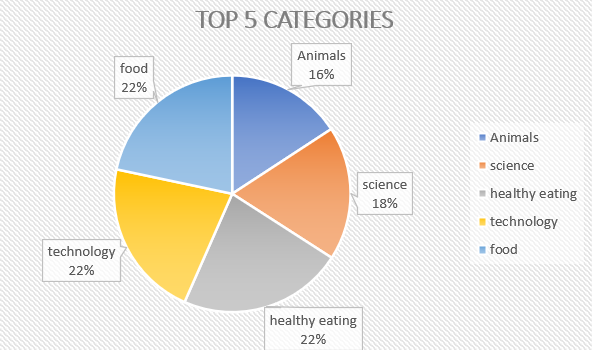 TOP 5 CATEGORIES
Animals
16%
food
22%
science
18%
technology
22%
healthy eating
22%
Animals
science
healthy eating
technology
food